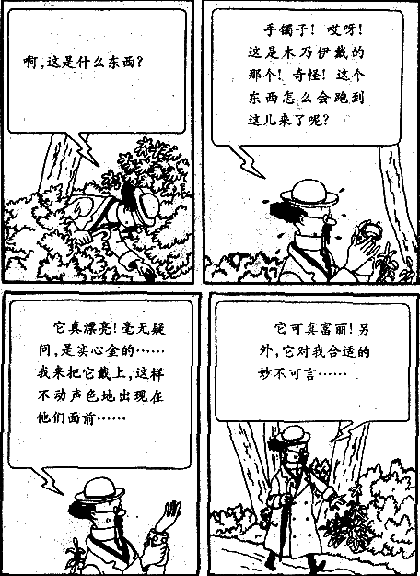 啊,这是什么东西?
手镯子! 哎呀!
这是木乃伊戴的
那个! 奇怪! 这个
东西怎么会跑到
这儿来了呢?
它真漂亮!毫无疑
问,是实心金的……
我来把它戴上,这样
不动声色地出现在
他们面前……
它可真富丽!另
外,它对我合适的
妙不可言……